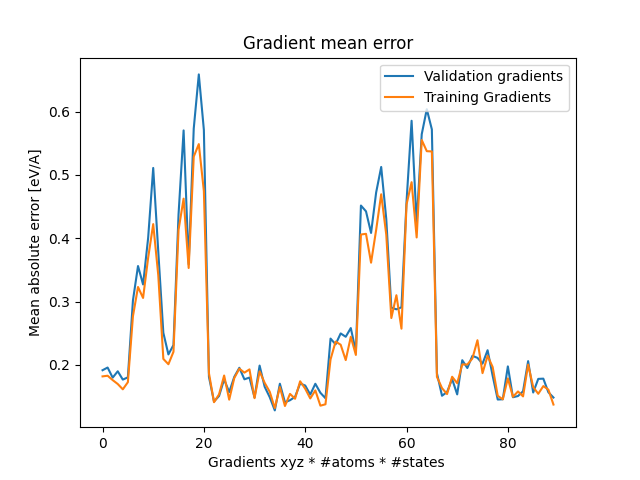 Gradient mean error
Validation gradients
Training Gradients
Mean absolute error [eV/A]
0.6
0.5
0.4
0.3
0.2
0 20 40 60 80
Gradients xyz * #atoms * #states